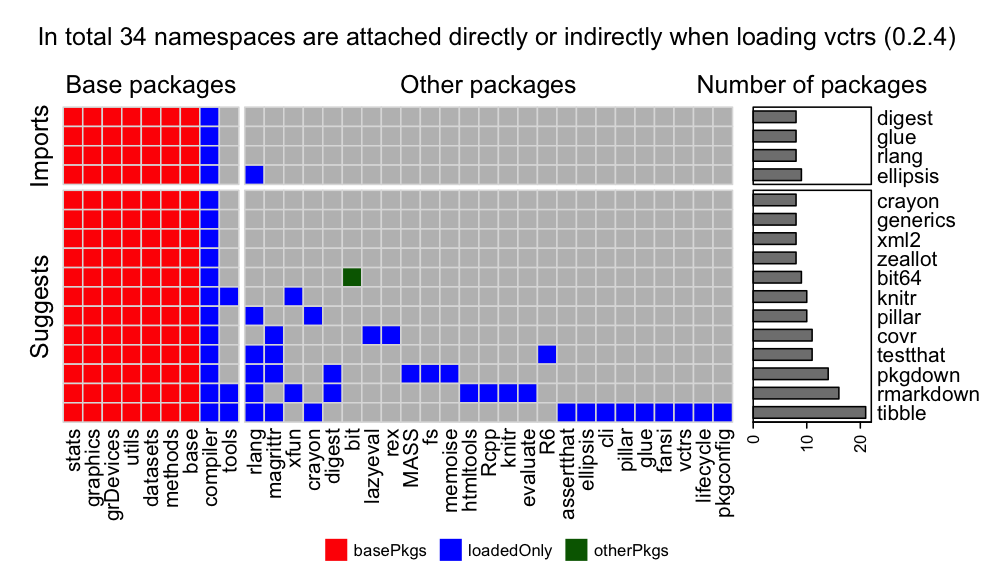 In total 34 namespaces are attached directly or indirectly when loading vctrs (0.2.4)
Base packages
Other packages
Number of packages
Imports
Suggests
digest
glue
rlang
ellipsis
crayon
generics
xml2
zeallot
bit64
knitr
pillar
covr
testthat
pkgdown
rmarkdown
tibble
stats
graphics
grDevices
utils
datasets
methods
base
compiler
tools
rlang
magrittr
xfun
crayon
digest
bit
lazyeval
rex
MASS
fs
memoise
htmltools
Rcpp
knitr
evaluate
R6
assertthat
ellipsis
cli
pillar
glue
fansi
vctrs
lifecycle
pkgconfig
0
10
20
basePkgs
loadedOnly
otherPkgs